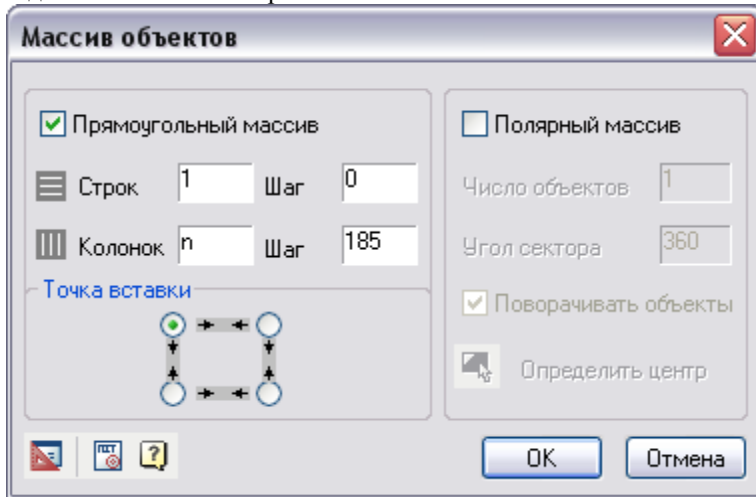 Массив объектов
Прямоугольный массив
Строк 1 Шаг 0
Колонок n Шаг 185
Точка вставки
Полярный массив
Число объектов 1
Угол сектора 360
Поворачивать объекты
Определить центр
OK Отмена